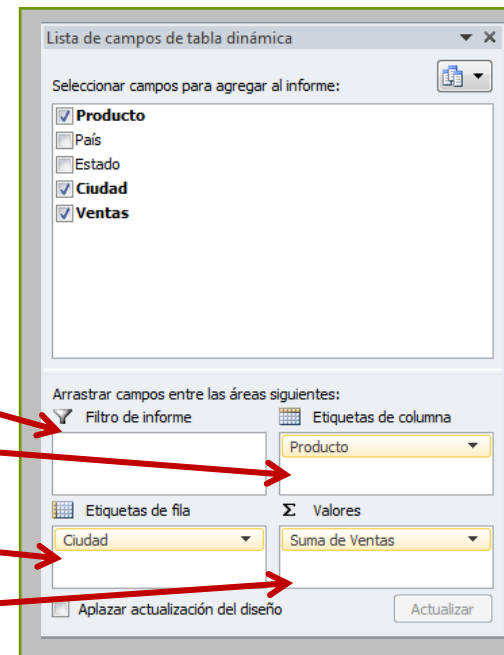 Lista de campos de tabla dinámica
Seleccionar campos para agregar al informe:
Producto
País
Estado
Ciudad
Ventas
Arrastrar campos entre las áreas siguientes:
Filtro de informe
Etiquetas de columna
Producto
Etiquetas de fila
Σ Valores
Ciudad
Suma de Ventas
Aplazar actualización del diseño
Actualizar